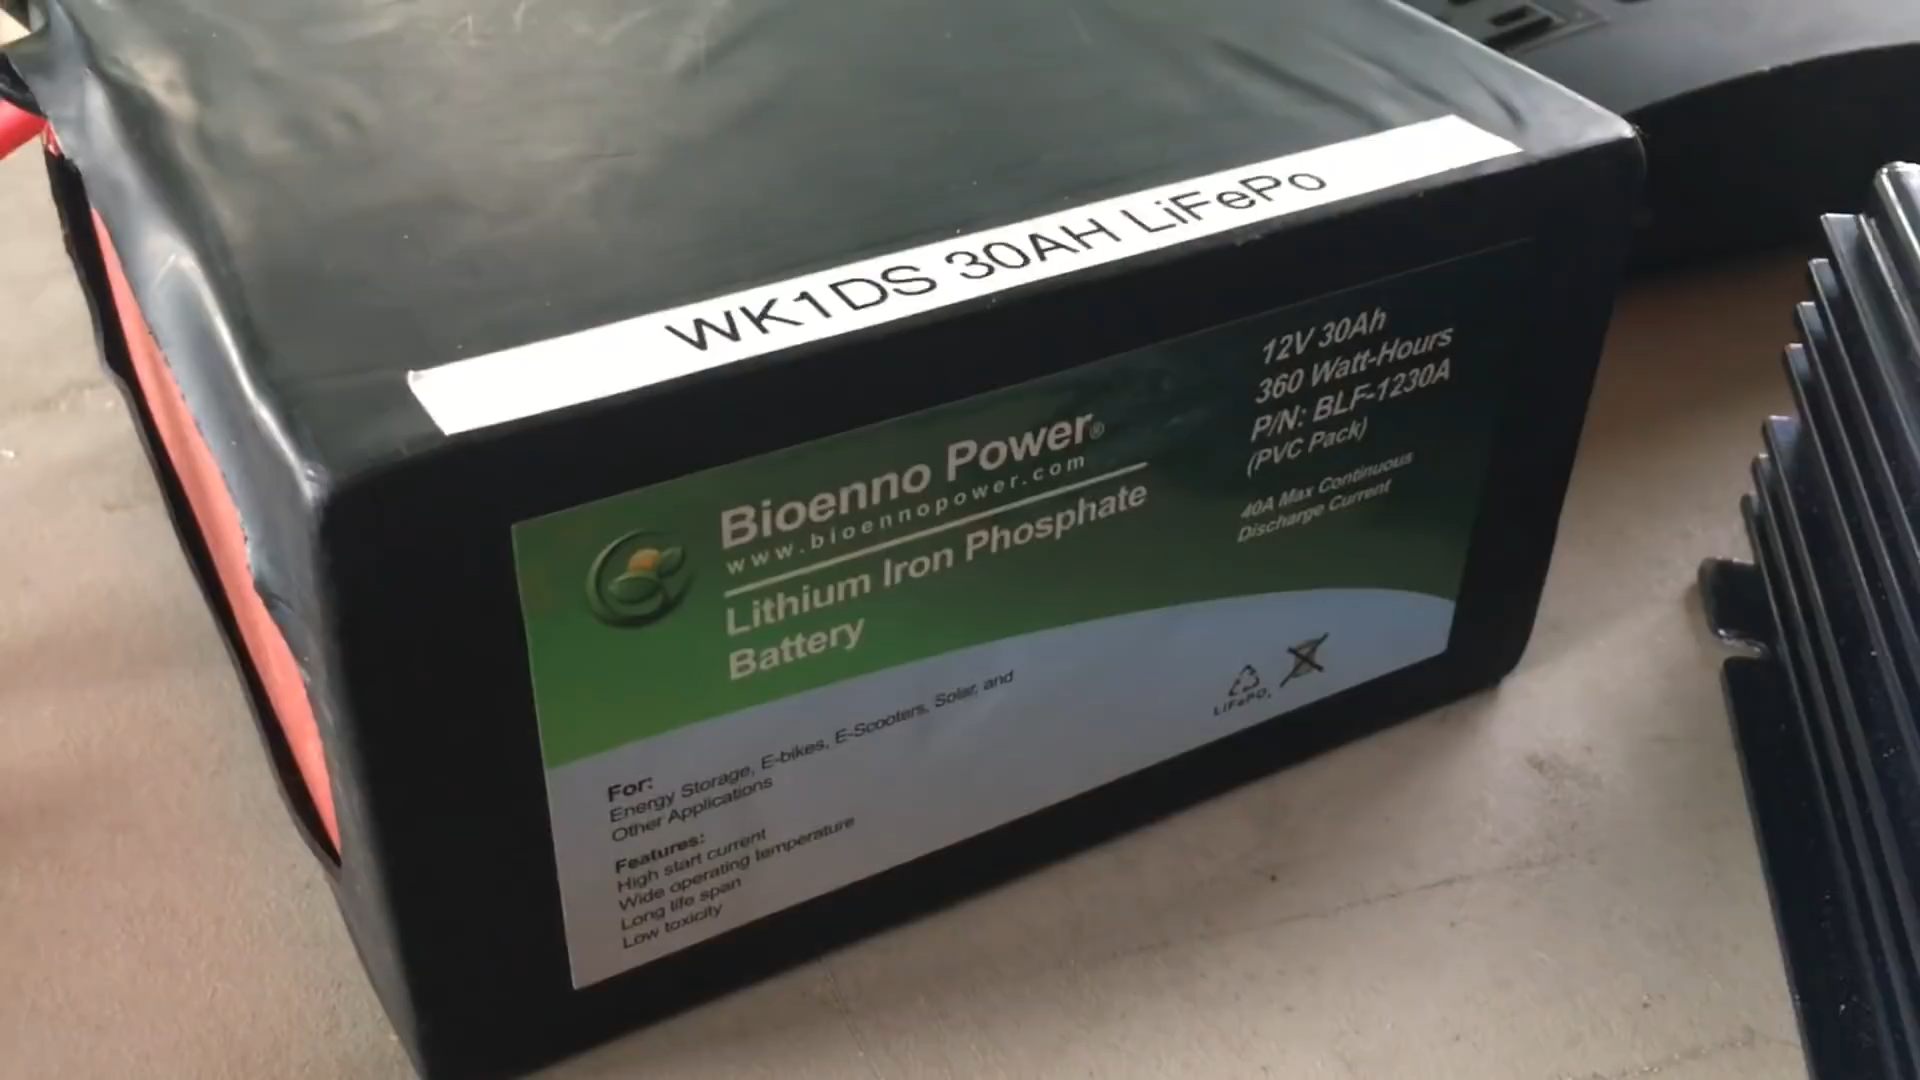 WK1DS 30AH LiFePo
Bioenno Power®
www.bioennopower.com
Lithium Iron Phosphate
Battery
12V 30Ah
360 Watt-Hours
P/N: BLF-1230A
(PVC Pack)
40A Max Continuous
Discharge Current
For:
Energy Storage, E-bikes, E-Scooters, Solar, and
Other Applications
Features:
High start current
Wide operating temperature
Long life span
Low toxicity
LiFePO₄